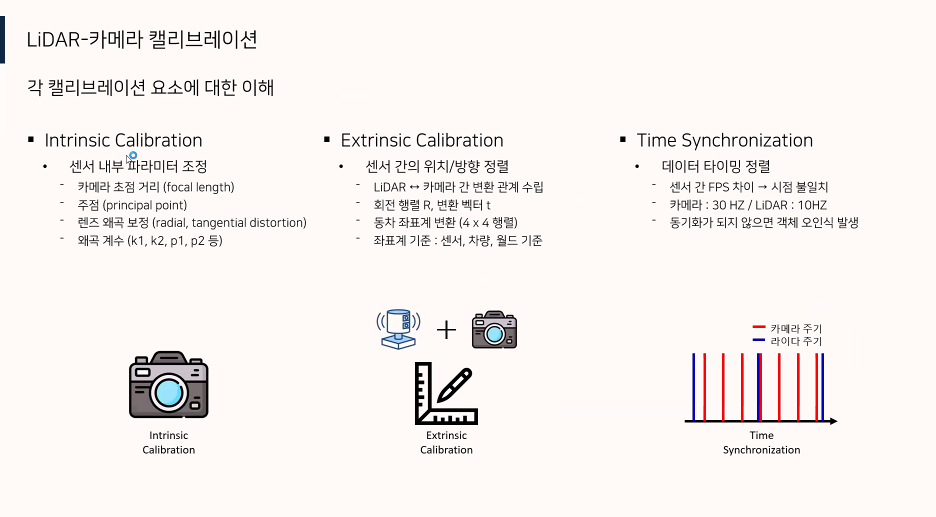 LiDAR-카메라 캘리브레이션
각 캘리브레이션 요소에 대한 이해
▪ Intrinsic Calibration
• 센서 내부 파라미터 조정
- 카메라 초점 거리 (focal length)
- 주점 (principal point)
- 렌즈 왜곡 보정 (radial, tangential distortion)
- 왜곡 계수 (k1, k2, p1, p2 등)
Intrinsic
Calibration
▪ Extrinsic Calibration
• 센서 간의 위치/방향 정렬
- LiDAR ↔ 카메라 간 변환 관계 수립
- 회전 행렬 R, 변환 벡터 t
- 동차 좌표계 변환 (4 x 4 행렬)
- 좌표계 기준 : 센서, 차량, 월드 기준
Extrinsic
Calibration
▪ Time Synchronization
• 데이터 타이밍 정렬
- 센서 간 FPS 차이 → 시점 불일치
- 카메라 : 30 HZ / LiDAR : 10HZ
- 동기화가 되지 않으면 객체 오인식 발생
카메라 주기
라이다 주기
Time
Synchronization